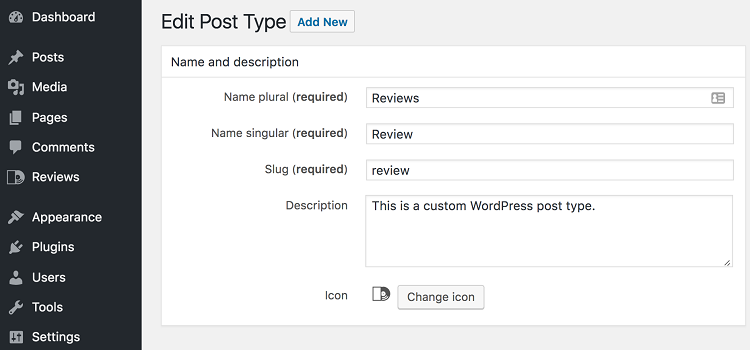 Dashboard
Posts
Media
Pages
Comments
Reviews
Appearance
Plugins
Users
Tools
Settings
Edit Post Type Add New
Name and description
Name plural (required) Reviews
Name singular (required) Review
Slug (required) review
Description This is a custom WordPress post type.
Icon Change icon